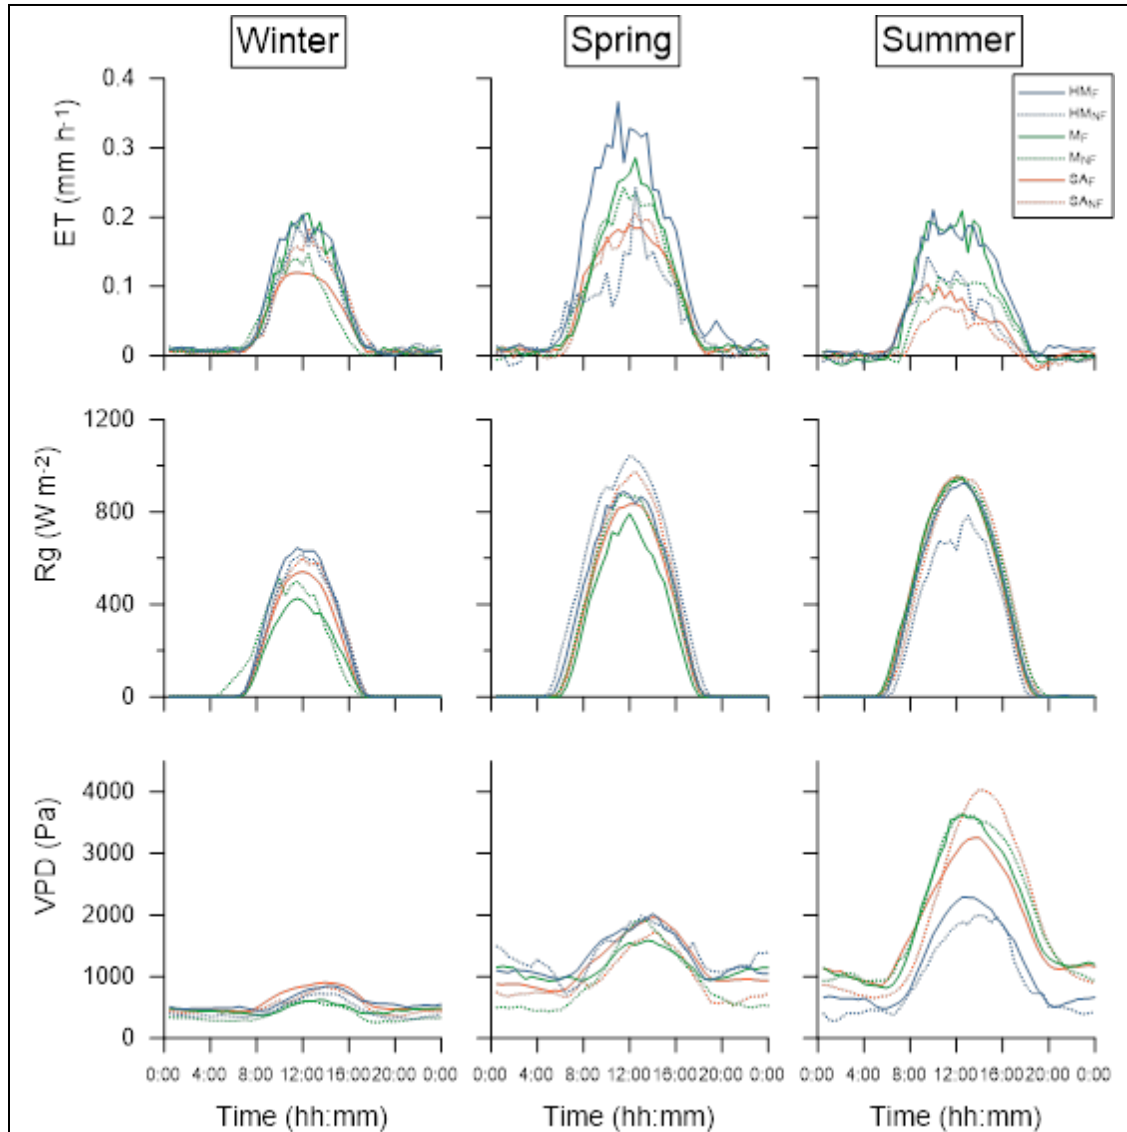 Winter Spring Summer
ET (mm h-1)
0.4
0.3
0.2
0.1
0
HMF
HMNF
MF
MNF
SAF
SANF
Rg (W m-2)
1200
800
400
0
VPD (Pa)
4000
3000
2000
1000
0
0:00 4:00 8:00 12:00 16:00 20:00 0:00 0:00 4:00 8:00 12:00 16:00 20:00 0:00 0:00 4:00 8:00 12:00 16:00 20:00 0:00
Time (hh:mm) Time (hh:mm) Time (hh:mm)